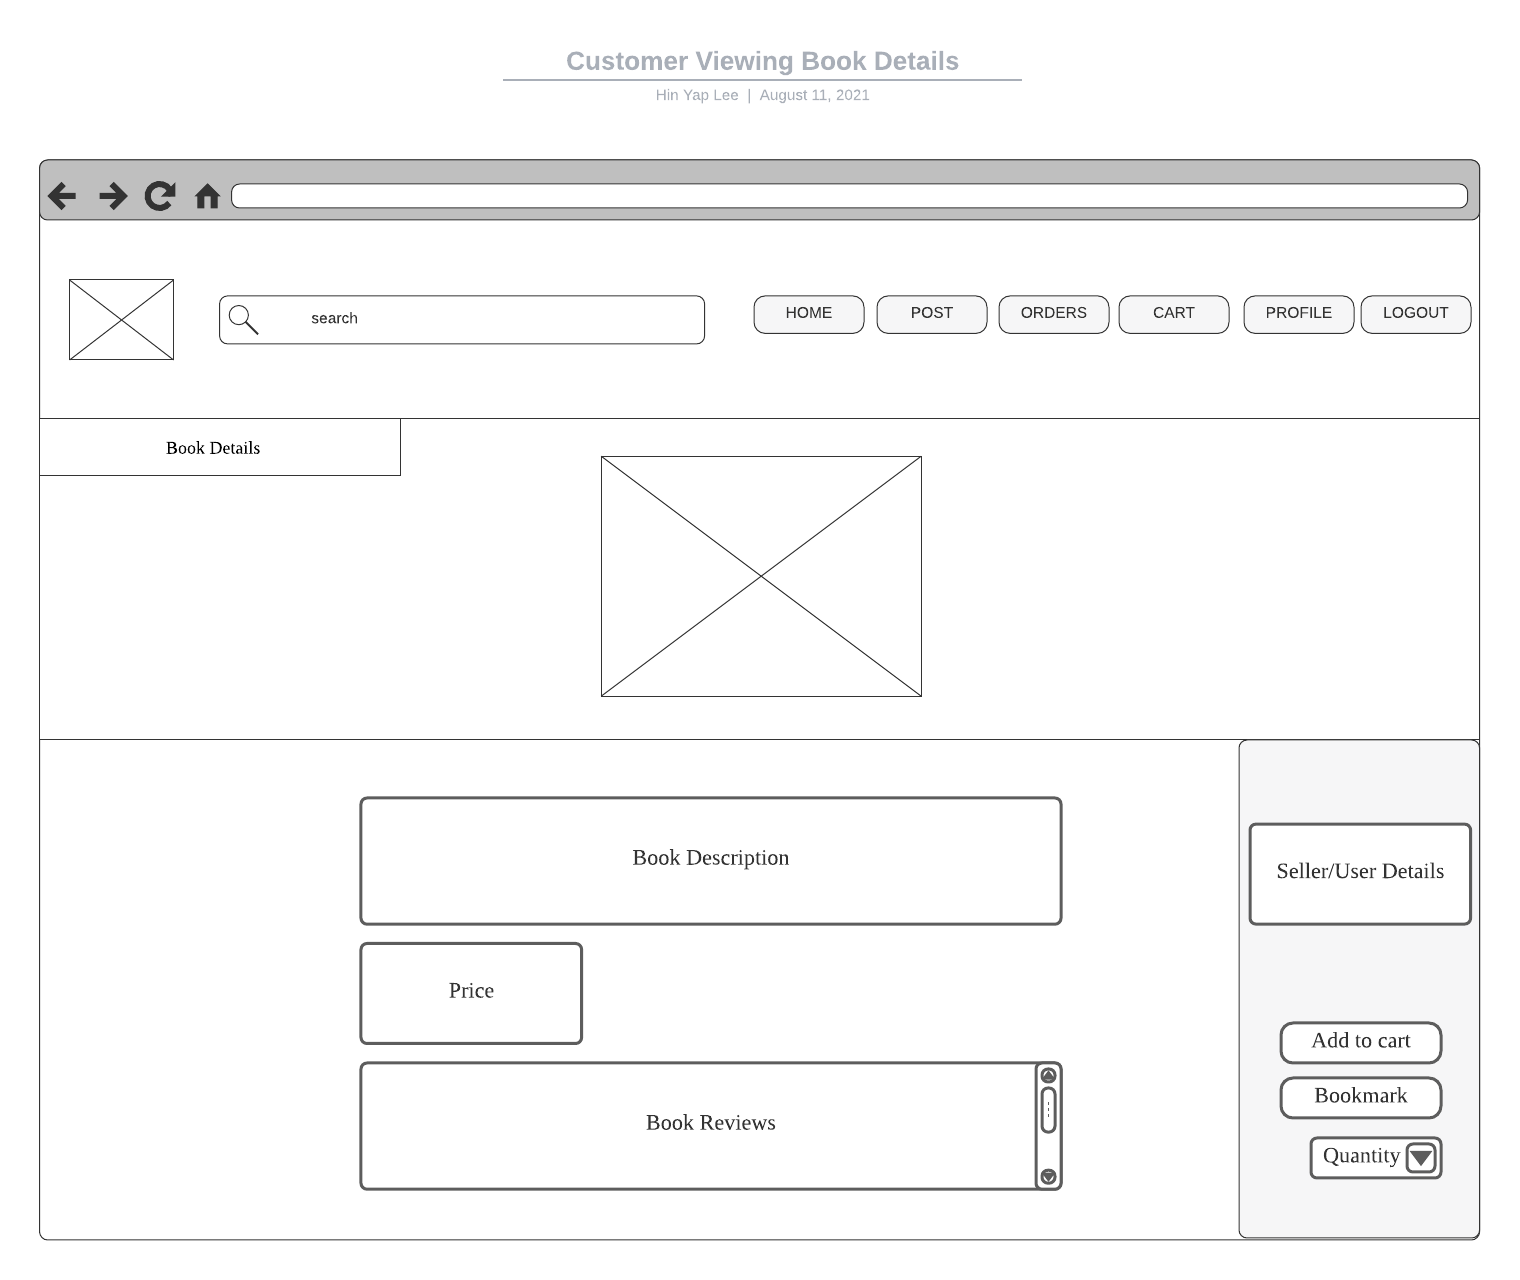 Customer Viewing Book Details
Hin Yap Lee | August 11, 2021
search
HOME
POST
ORDERS
CART
PROFILE
LOGOUT
Book Details
Book Description
Seller/User Details
Price
Add to cart
Bookmark
Book Reviews
Quantity